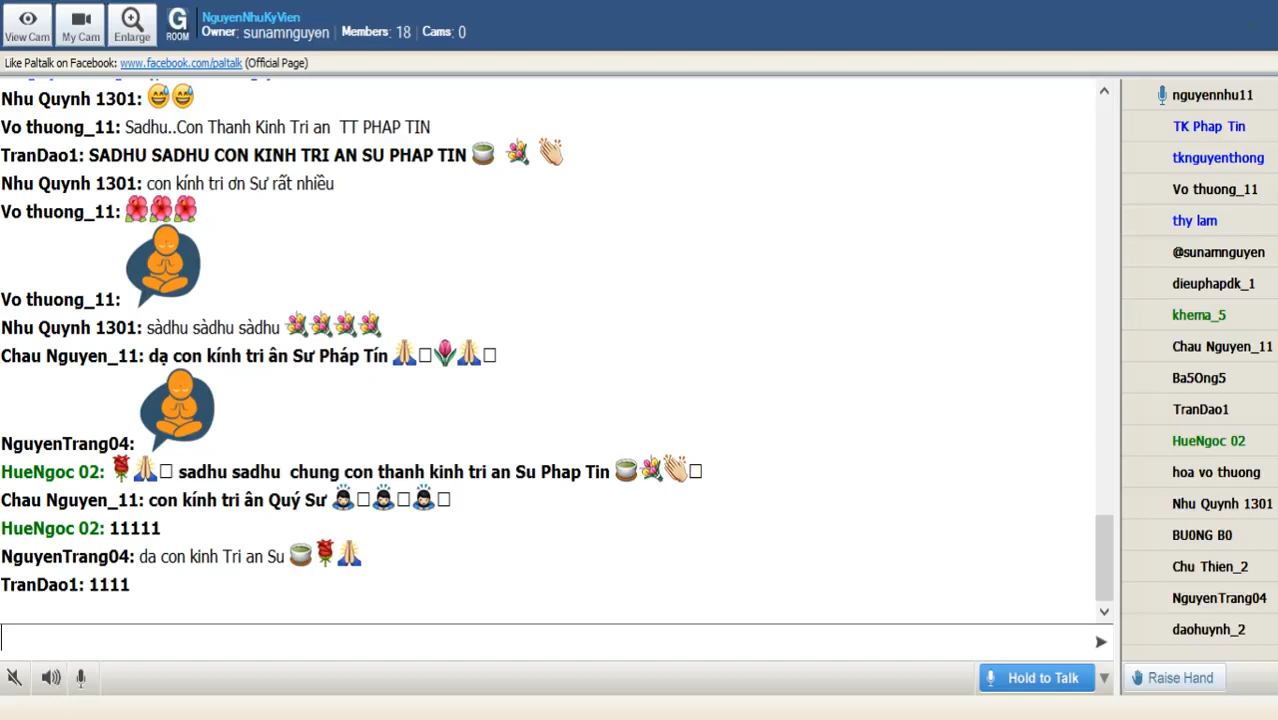 NguyenNhuKyVien
Owner: sunamnguyen Members: 18 Cams: 0
View Cam
My Cam
Enlarge
G ROOM
Like Paltalk on Facebook: www.facebook.com/paltalk (Official Page)
Nhu Quynh 1301: 😅😅
Vo thuong_11: Sadhu..Con Thanh Kinh Tri an TT PHAP TIN
TranDao1: SADHU SADHU CON KINH TRI AN SU PHAP TIN 🍵 💐 👏🏻
Nhu Quynh 1301: con kính tri ơn Sư rất nhiều
Vo thuong_11: 🌺🌺🌺
Vo thuong_11:
Nhu Quynh 1301: sàdhu sàdhu sàdhu 💐💐💐💐
Chau Nguyen_11: dạ con kính tri ân Sư Pháp Tín 🙏🏻🌷🙏🏻
NguyenTrang04:
HueNgoc 02: 🌹🙏🏻 sadhu sadhu chung con thanh kinh tri an Su Phap Tin 🍵💐👏🏻
Chau Nguyen_11: con kính tri ân Quý Sư 🙇🏻🙇🏻🙇🏻
HueNgoc 02: 11111
NguyenTrang04: da con kinh Tri an Su 🍵🌹🙏🏻
TranDao1: 1111
Hold to Talk
nguyennhu11
TK Phap Tin
tknguyenthong
Vo thuong_11
thy lam
@sunamnguyen
dieuphapdk_1
khema_5
Chau Nguyen_11
Ba5Ong5
TranDao1
HueNgoc 02
hoa vo thuong
Nhu Quynh 1301
BU0NG B0
Chu Thien_2
NguyenTrang04
daohuynh_2
Raise Hand